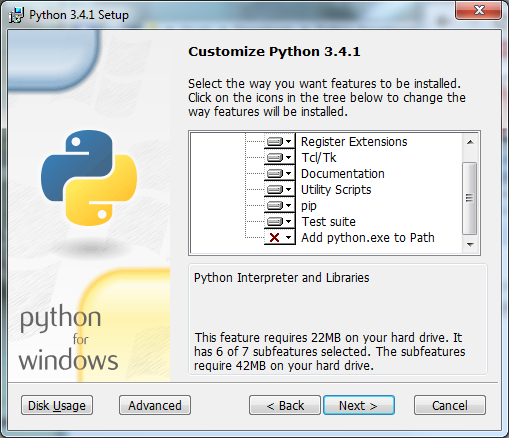 Python 3.4.1 Setup
Customize Python 3.4.1
Select the way you want features to be installed.
Click on the icons in the tree below to change the
way features will be installed.
Register Extensions
Tcl/Tk
Documentation
Utility Scripts
pip
Test suite
Add python.exe to Path
Python Interpreter and Libraries
This feature requires 22MB on your hard drive. It
has 6 of 7 subfeatures selected. The subfeatures
require 42MB on your hard drive.
python
for
windows
Disk Usage
Advanced
< Back
Next >
Cancel